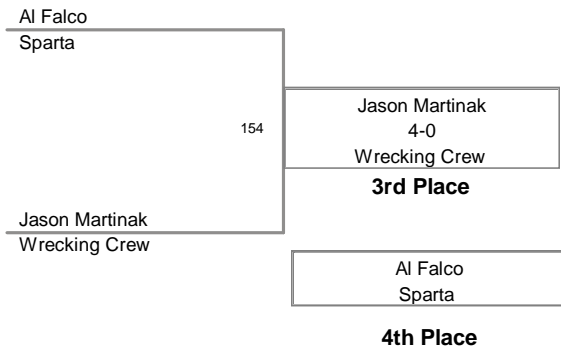 Al Falco
Sparta
154
Jason Martinak
4-0
Wrecking Crew
3rd Place
Jason Martinak
Wrecking Crew
Al Falco
Sparta
4th Place